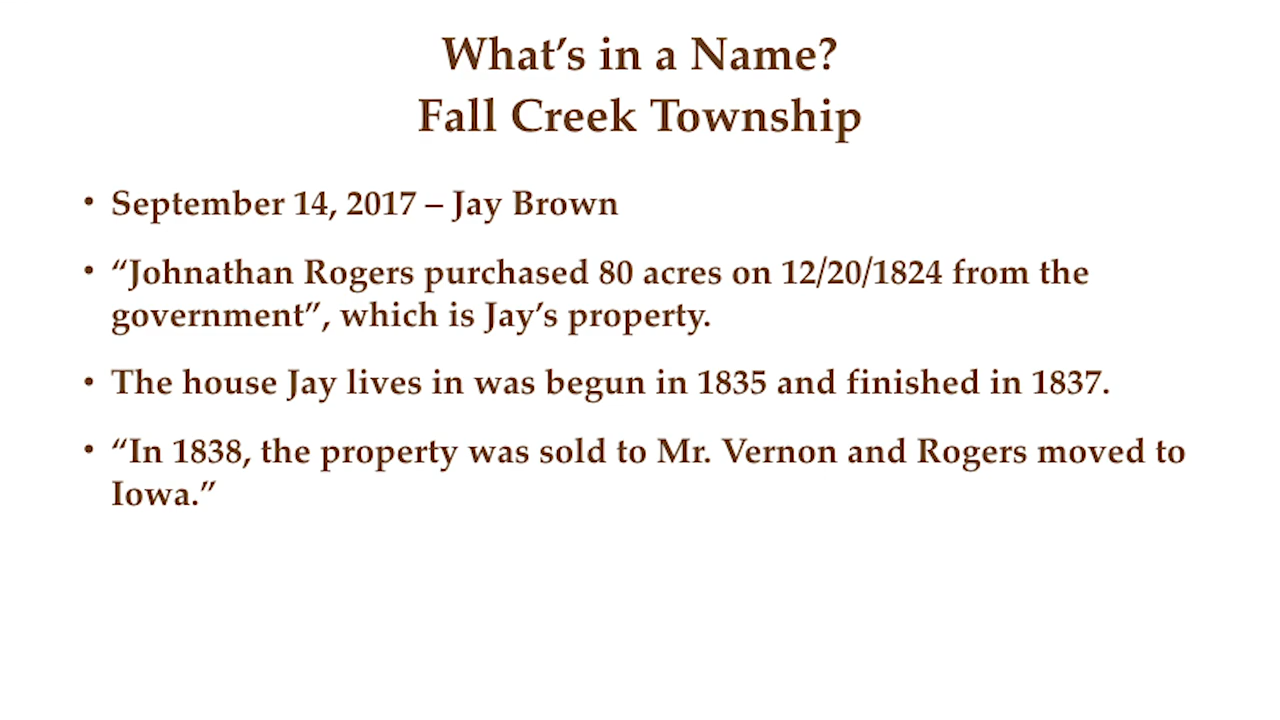 What’s in a Name?
Fall Creek Township
• September 14, 2017 – Jay Brown
• “Johnathan Rogers purchased 80 acres on 12/20/1824 from the
government”, which is Jay’s property.
• The house Jay lives in was begun in 1835 and finished in 1837.
• “In 1838, the property was sold to Mr. Vernon and Rogers moved to
Iowa.”